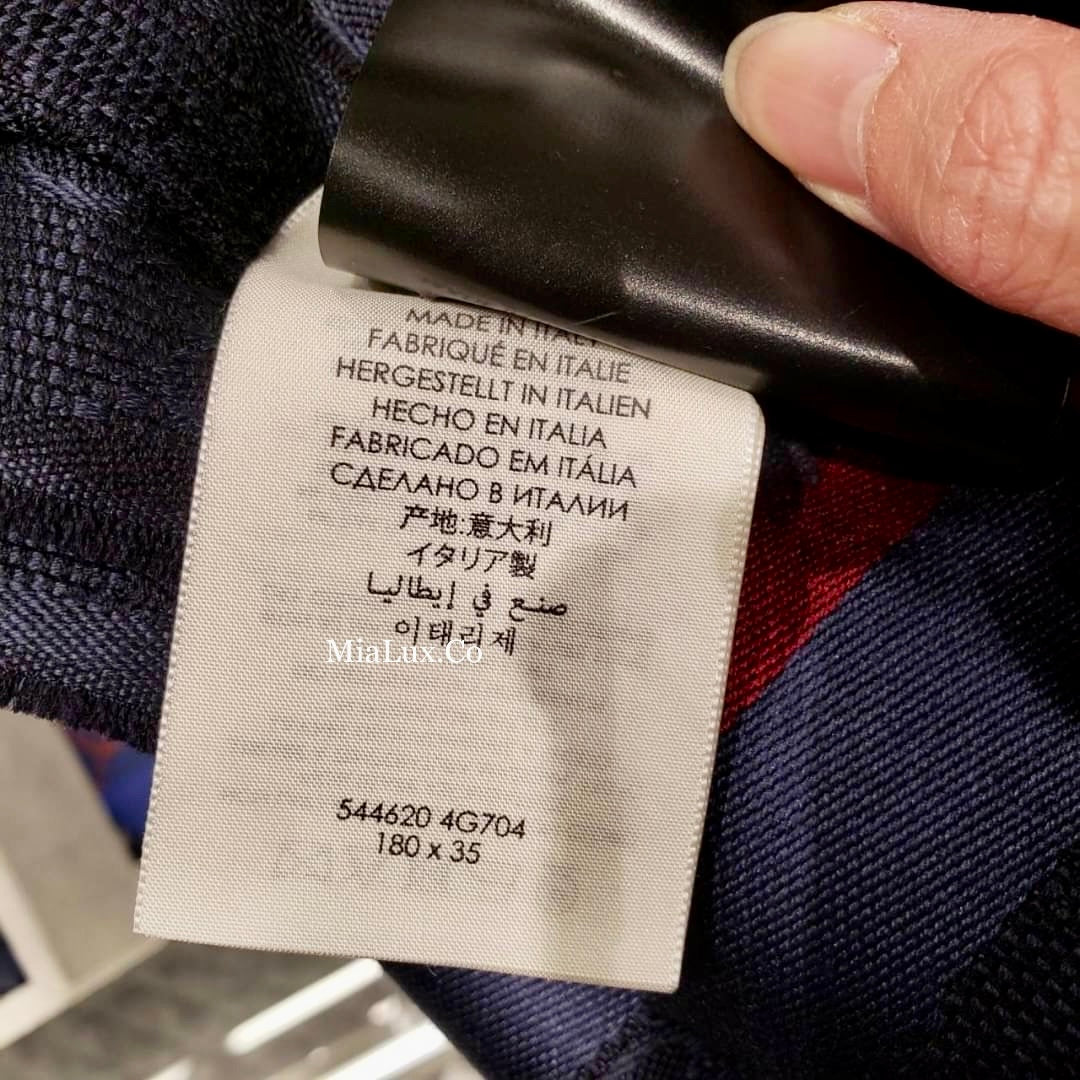 MADE IN ITALY
FABRIQUÉ EN ITALIE
HERGESTELLT IN ITALIEN
HECHO EN ITALIA
FABRICADO EM ITÁLIA
СДЕЛАНО В ИТАЛИИ
产地:意大利
イタリア製
صنع في إيطاليا
이태리제
MiaLux.Co
544620 4G704
180 x 35